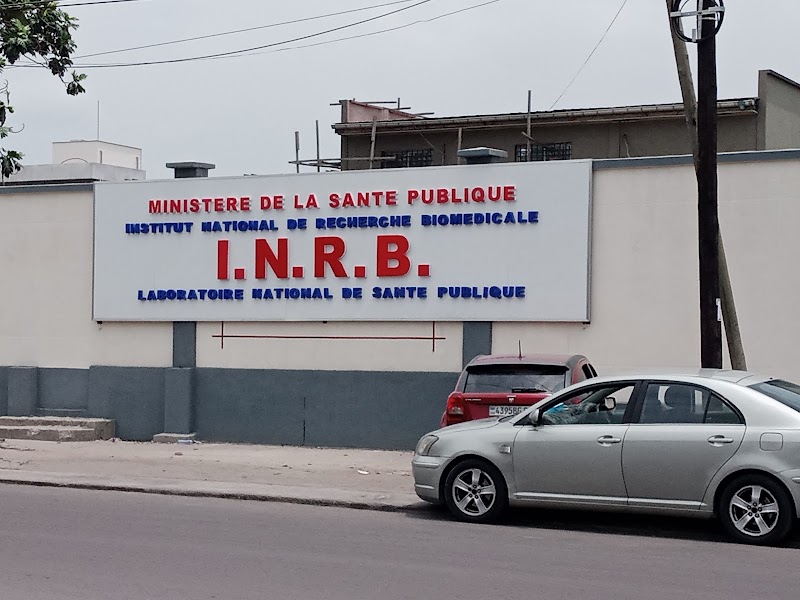 MINISTERE DE LA SANTE PUBLIQUE
INSTITUT NATIONAL DE RECHERCHE BIOMEDICALE
I.N.R.B.
LABORATOIRE NATIONAL DE SANTE PUBLIQUE